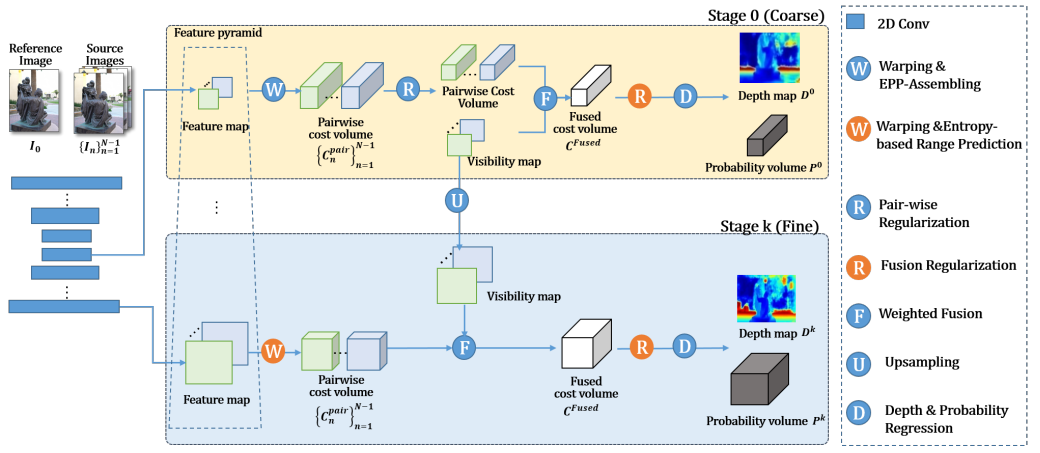 Reference
Image
Source
Images
I_0
{I_n}_{n=1}^{N-1}
Stage 0 (Coarse)
Feature pyramid
Feature map
W
Pairwise
cost volume
{C_n^{pair}}_{n=1}^{N-1}
R
Pairwise Cost
Volume
Visibility map
F
Fused
cost volume
C^{Fused}
R
D
Depth map D^0
Probability volume P^0
U
Stage k (Fine)
Visibility map
Feature map
W
Pairwise
cost volume
{C_n^{pair}}_{n=1}^{N-1}
F
Fused
cost volume
C^{Fused}
R
D
Depth map D^k
Probability volume P^k
2D Conv
W
Warping &
EPP-Assembling
W
Warping &Entropy-
based Range Prediction
R
Pair-wise
Regularization
R
Fusion Regularization
F
Weighted Fusion
U
Upsampling
D
Depth & Probability
Regression